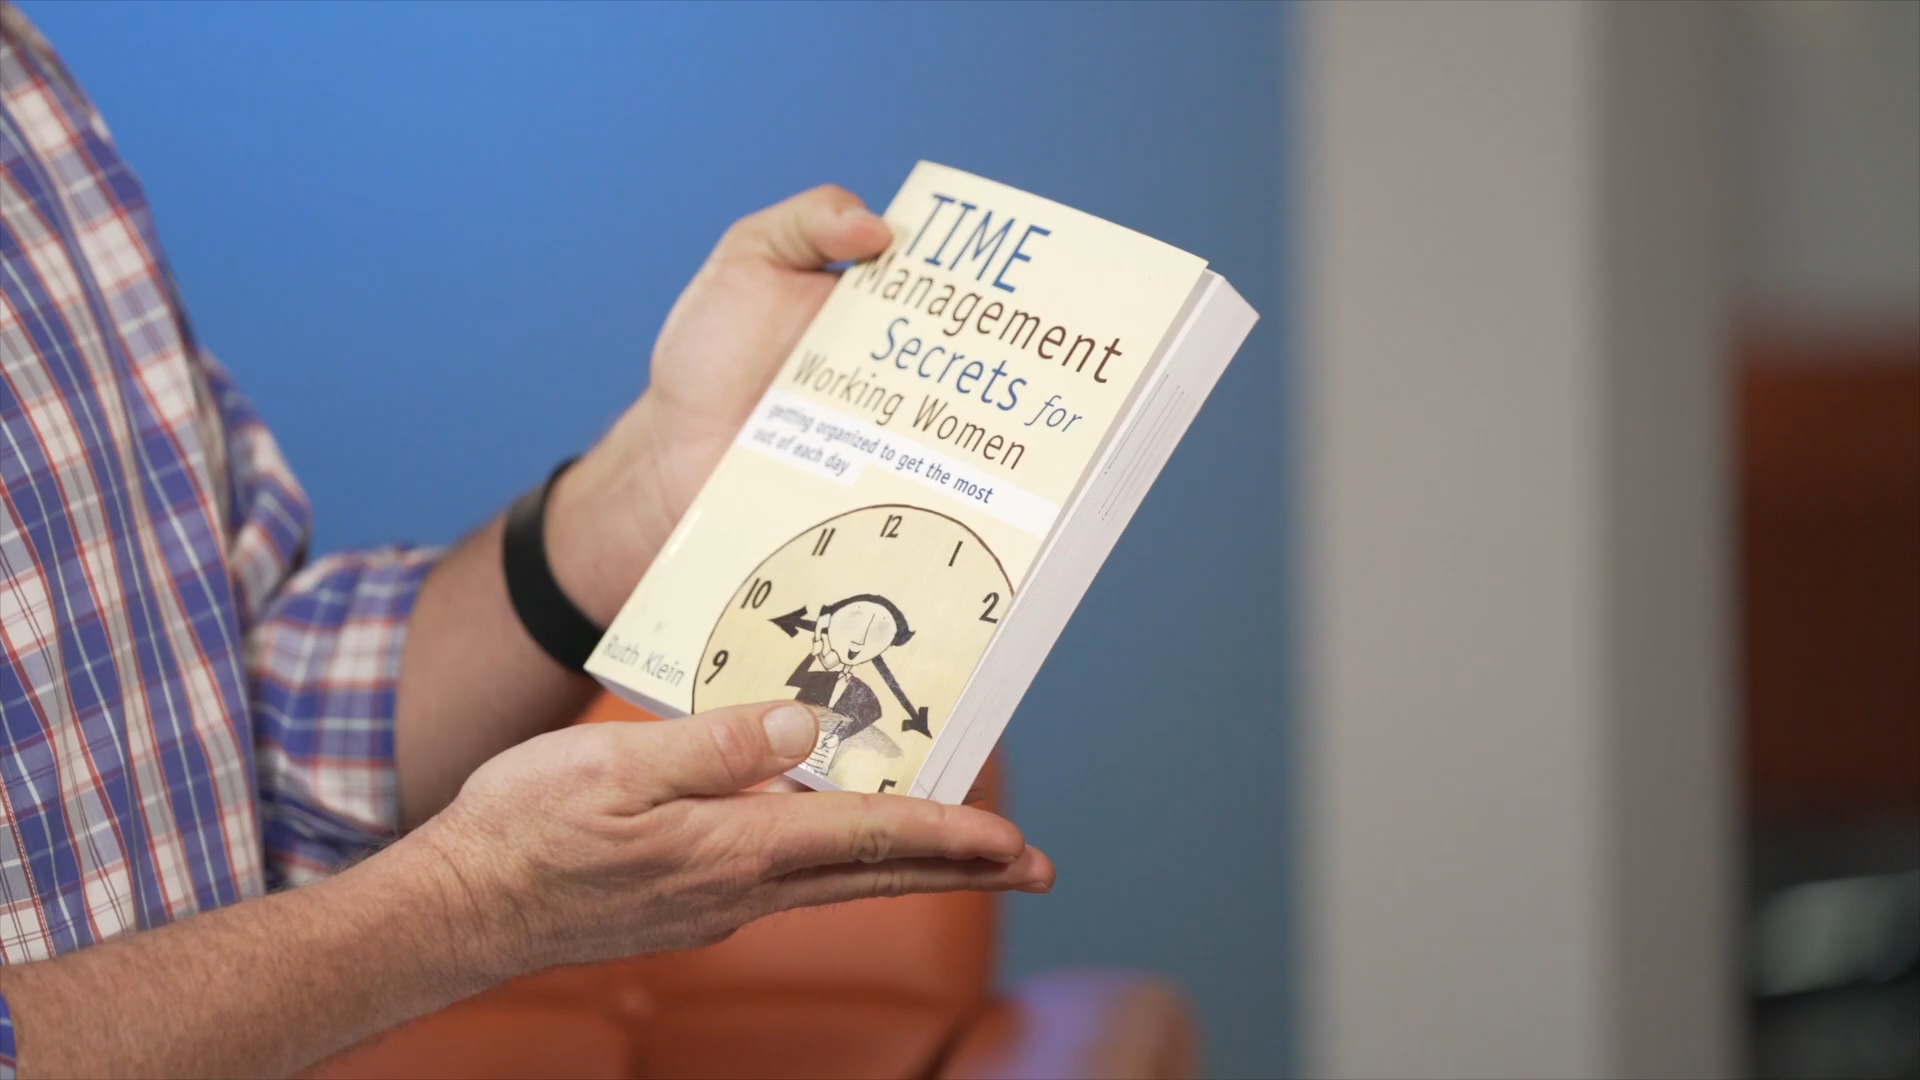 TIME
Management
Secrets for
Working Women
getting organized to get the most
out of each day
12
11
1
10
2
9
5
Ruth Klein